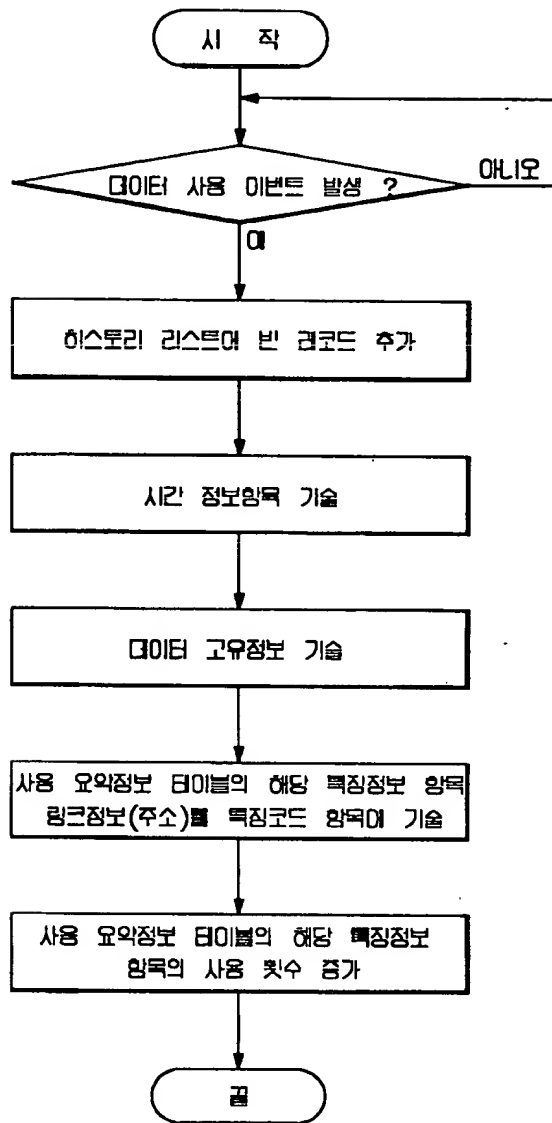 시 작
데이터 사용 이벤트 발생 ?
아니오
예
히스토리 리스트에 빈 레코드 추가
시간 정보항목 기술
데이터 고유정보 기술
사용 요약정보 테이블의 해당 특징정보 항목
링크정보(주소)를 특징코드 항목에 기술
사용 요약정보 테이블의 해당 특징정보
항목의 사용 횟수 증가
끝